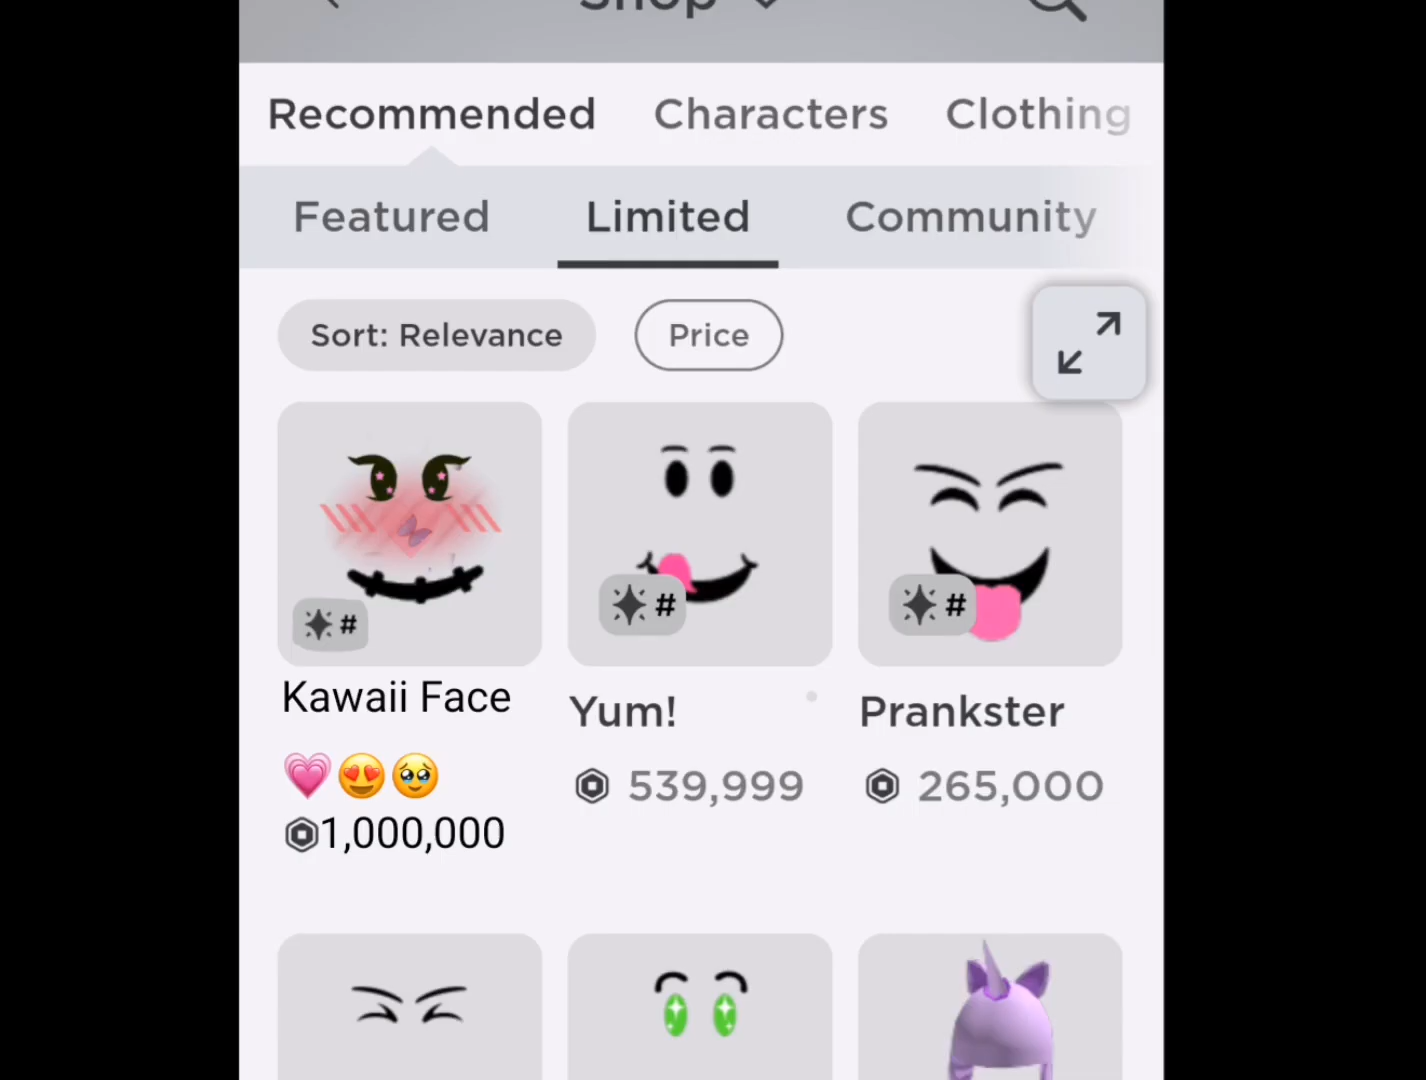 Shop
Recommended Characters Clothing
Featured Limited Community
Sort: Relevance Price
# # #
Kawaii Face Yum! Prankster
💗😍🥹 539,999 265,000
1,000,000